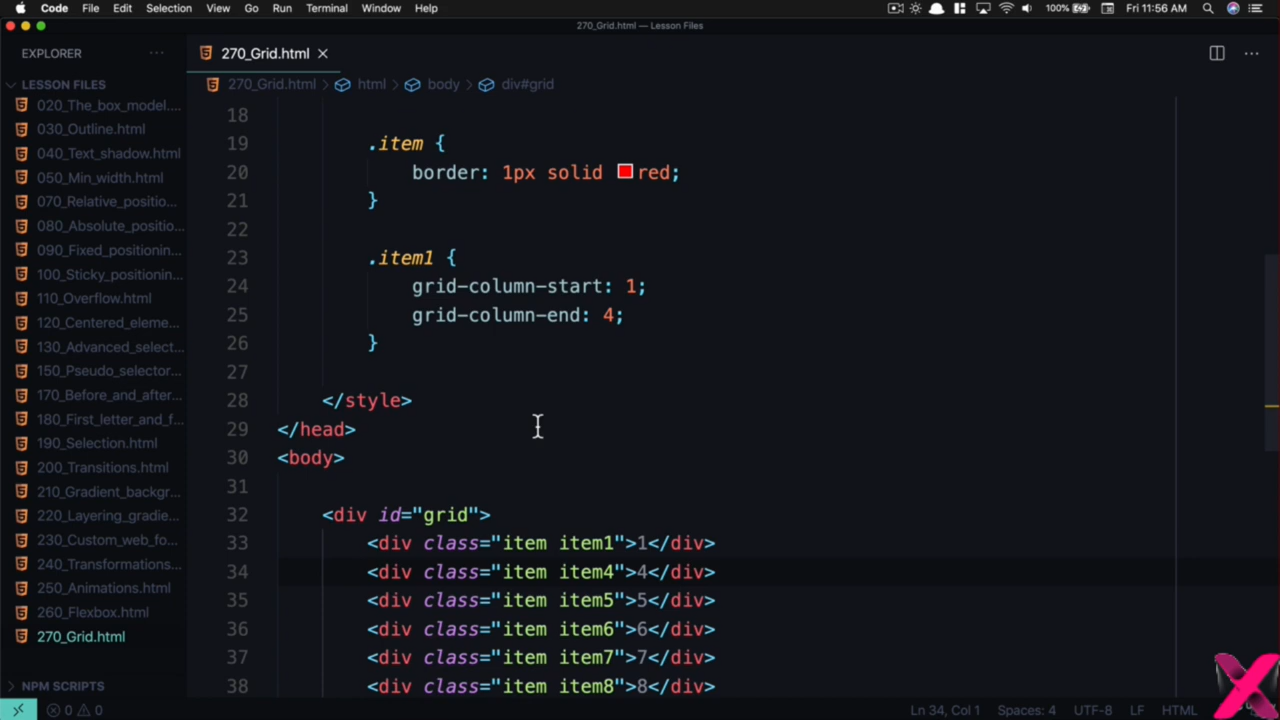 Code File Edit Selection View Go Run Terminal Window Help 100% Fri 11:56 AM
270_Grid.html — Lesson Files
EXPLORER ···
270_Grid.html ×
LESSON FILES
270_Grid.html > html > body > div#grid
020_The_box_model....
030_Outline.html
040_Text_shadow.html
050_Min_width.html
070_Relative_positio...
080_Absolute_positio...
090_Fixed_positionin...
100_Sticky_positionin...
110_Overflow.html
120_Centered_eleme...
130_Advanced_select...
150_Pseudo_selector...
170_Before_and_after...
180_First_letter_and_f...
190_Selection.html
200_Transitions.html
210_Gradient_backgr...
220_Layering_gradie...
230_Custom_web_fo...
240_Transformations...
250_Animations.html
260_Flexbox.html
270_Grid.html
NPM SCRIPTS
18
19 .item {
20 border: 1px solid red;
21 }
22
23 .item1 {
24 grid-column-start: 1;
25 grid-column-end: 4;
26 }
27
28 </style>
29 </head>
30 <body>
31
32 <div id="grid">
33 <div class="item item1">1</div>
34 <div class="item item4">4</div>
35 <div class="item item5">5</div>
36 <div class="item item6">6</div>
37 <div class="item item7">7</div>
38 <div class="item item8">8</div>
0 0 Ln 34, Col 1 Spaces: 4 UTF-8 LF HTML